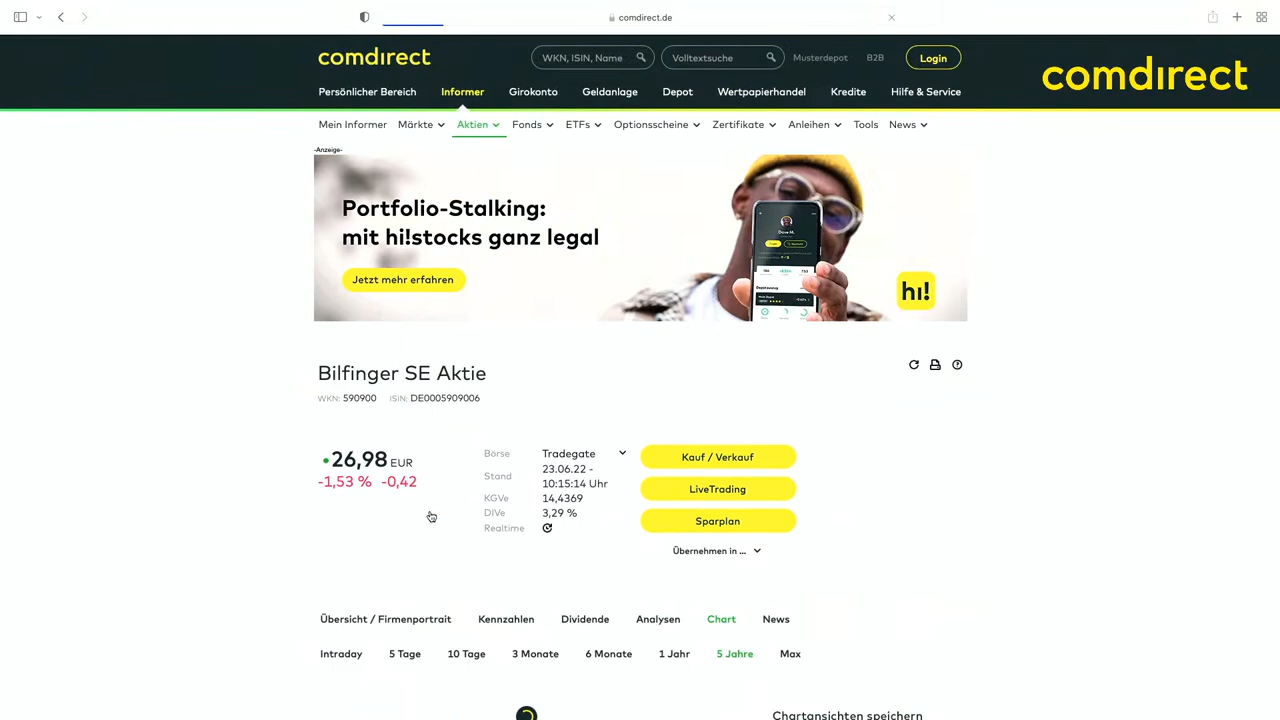 comdirect.de
comdirect
WKN, ISIN, Name
Volltextsuche
Musterdepot
B2B
Login
comdirect
Persönlicher Bereich
Informer
Girokonto
Geldanlage
Depot
Wertpapierhandel
Kredite
Hilfe & Service
Mein Informer
Märkte
Aktien
Fonds
ETFs
Optionsscheine
Zertifikate
Anleihen
Tools
News
-Anzeige-
Portfolio-Stalking:
mit hi!stocks ganz legal
Jetzt mehr erfahren
Dave M.
hi!
Bilfinger SE Aktie
WKN: 590900 ISIN: DE0005909006
26,98 EUR
-1,53 % -0,42
Börse Tradegate
Stand 23.06.22 -
10:15:14 Uhr
KGVe 14,4369
DIVe 3,29 %
Realtime
Kauf / Verkauf
LiveTrading
Sparplan
Übernehmen in ...
Übersicht / Firmenportrait
Kennzahlen
Dividende
Analysen
Chart
News
Intraday
5 Tage
10 Tage
3 Monate
6 Monate
1 Jahr
5 Jahre
Max
Chartansichten speichern